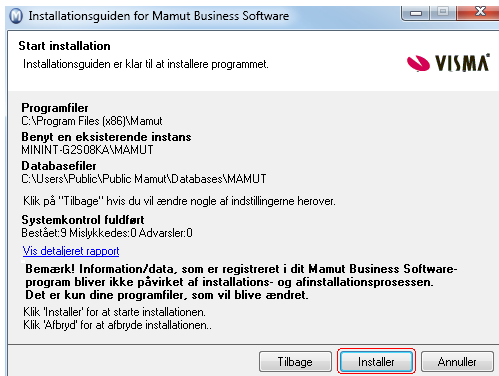 Installationsguiden for Mamut Business Software
Start installation
Installationsguiden er klar til at installere programmet.
VISMA
Programfiler
C:\Program Files (x86)\Mamut
Benyt en eksisterende instans
MININT-G2S08KA\MAMUT
Databasefiler
C:\Users\Public\Public Mamut\Databases\MAMUT
Klik på "Tilbage" hvis du vil ændre nogle af indstillingerne herover.
Systemkontrol fuldført
Bestået:9 Mislykkedes:0 Advarsler:0
Vis detaljeret rapport
Bemærk! Information/data, som er registreret i dit Mamut Business Software-
program bliver ikke påvirket af installations- og afinstallationsprosessen.
Det er kun dine programfiler, som vil blive ændret.
Klik 'Installer' for at starte installationen.
Klik 'Afbryd' for at afbryde installationen..
Tilbage
Installer
Annuller